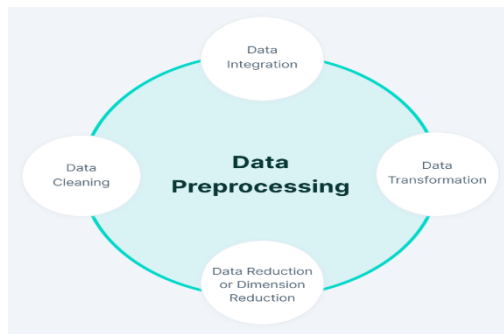 Data
Integration
Data
Cleaning
Data
Preprocessing
Data
Transformation
Data Reduction
or Dimension
Reduction